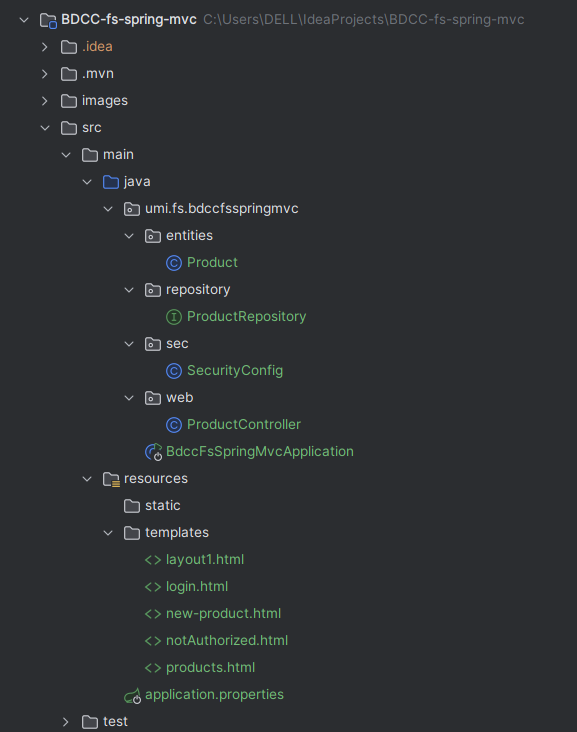 BDCC-fs-spring-mvc C:\Users\DELL\IdeaProjects\BDCC-fs-spring-mvc
.idea
.mvn
images
src
main
java
umi.fs.bdccfsspringmvc
entities
Product
repository
ProductRepository
sec
SecurityConfig
web
ProductController
BdccFsSpringMvcApplication
resources
static
templates
layout1.html
login.html
new-product.html
notAuthorized.html
products.html
application.properties
test